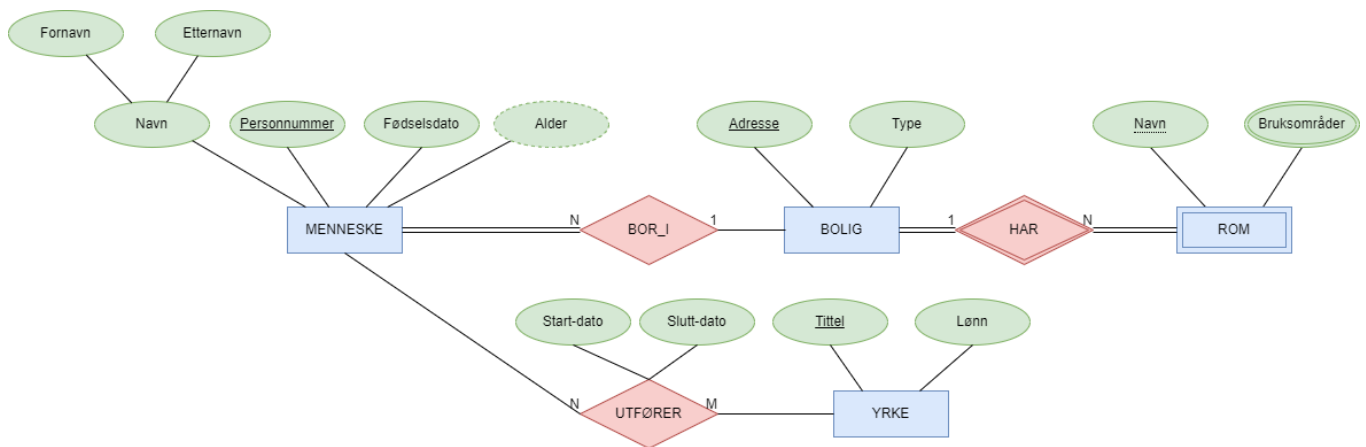 Fornavn
Etternavn
Navn
Personnummer
Fødselsdato
Alder
Adresse
Type
Navn
Bruksområder
MENNESKE
N
BOR_I
1
BOLIG
1
HAR
N
ROM
Start-dato
Slutt-dato
Tittel
Lønn
N
UTFØRER
M
YRKE